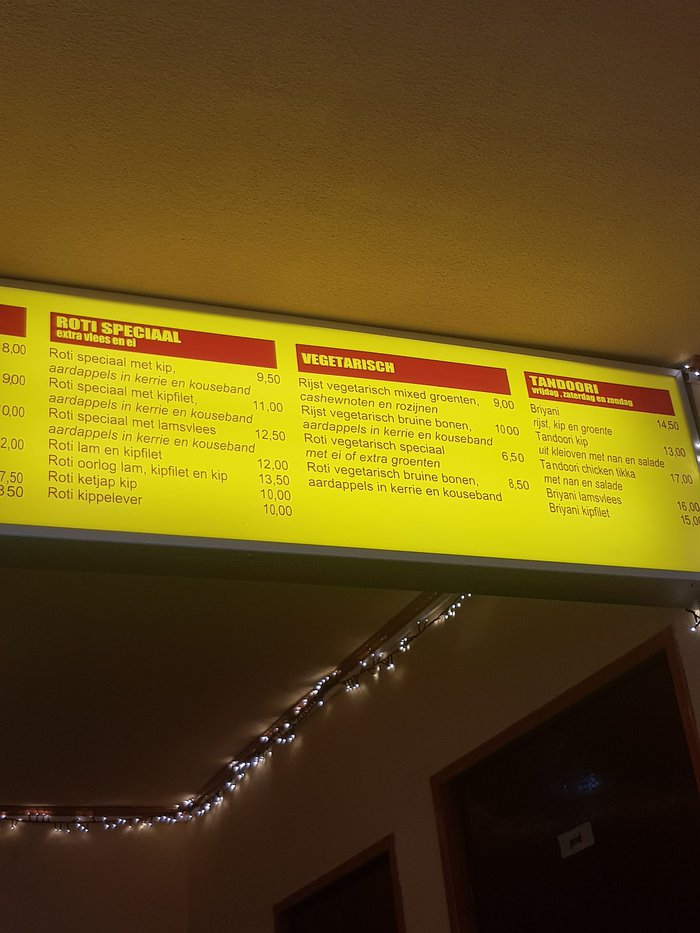 8,00
9,00
0,00
2,00
7,50
8,50
ROTI SPECIAAL
extra vlees en ei
Roti speciaal met kip,
aardappels in kerrie en kouseband 9,50
Roti speciaal met kipfilet,
aardappels in kerrie en kouseband 11,00
Roti speciaal met lamsvlees
aardappels in kerrie en kouseband 12,50
Roti lam en kipfilet 12,00
Roti oorlog lam, kipfilet en kip 13,50
Roti ketjap kip 10,00
Roti kippelever 10,00
VEGETARISCH
Rijst vegetarisch mixed groenten,
cashewnoten en rozijnen 9,00
Rijst vegetarisch bruine bonen,
aardappels in kerrie en kouseband 10 00
Roti vegetarisch speciaal
met ei of extra groenten 6,50
Roti vegetarisch bruine bonen,
aardappels in kerrie en kouseband 8,50
TANDOORI
vrijdag , zaterdag en zondag
Briyani
rijst, kip en groente 14,50
Tandoori kip
uit kleioven met nan en salade 13,00
Tandoori chicken tikka
met nan en salade 17,00
Briyani lamsvlees 16,00
Briyani kipfilet 15,00